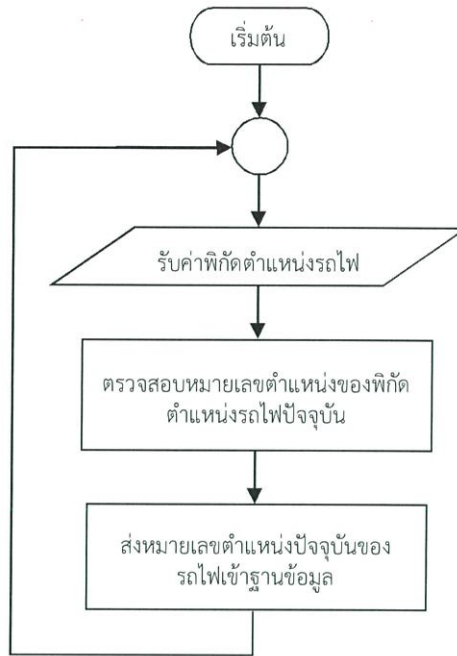 เริ่มต้น
รับค่าพิกัดตำแหน่งรถไฟ
ตรวจสอบหมายเลขตำแหน่งของพิกัด
ตำแหน่งรถไฟปัจจุบัน
ส่งหมายเลขตำแหน่งปัจจุบันของ
รถไฟเข้าฐานข้อมูล